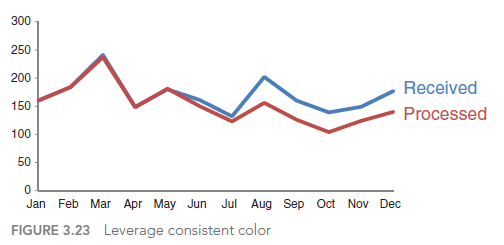 300
250
200
150
100
50
0
Received
Processed
Jan Feb Mar Apr May Jun Jul Aug Sep Oct Nov Dec
FIGURE 3.23 Leverage consistent color